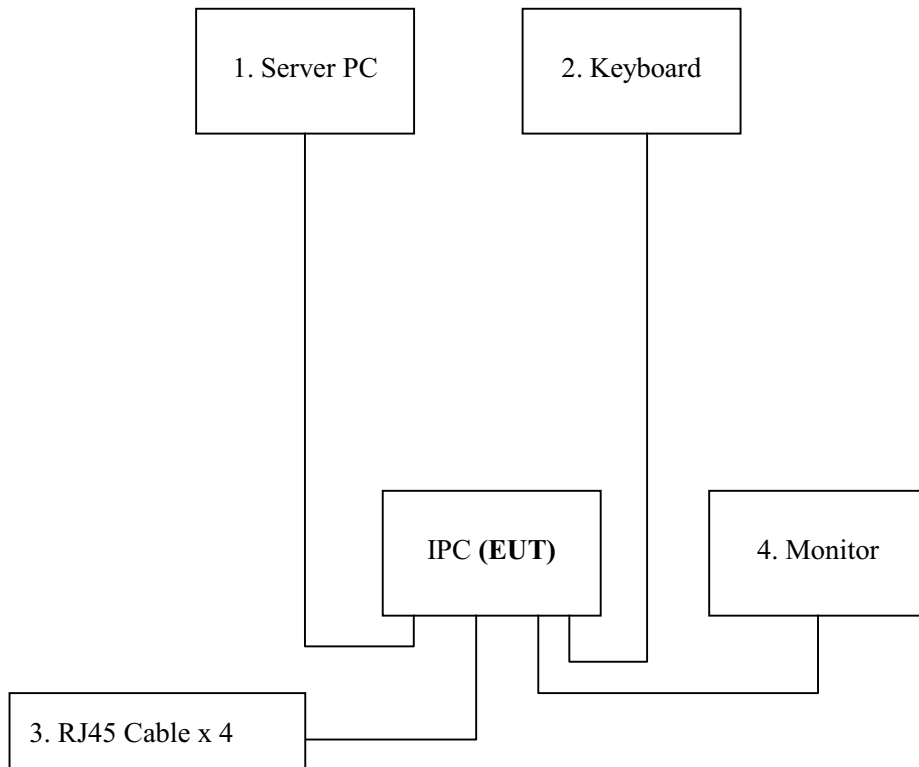 1. Server PC
2. Keyboard
IPC (EUT)
4. Monitor
3. RJ45 Cable x 4